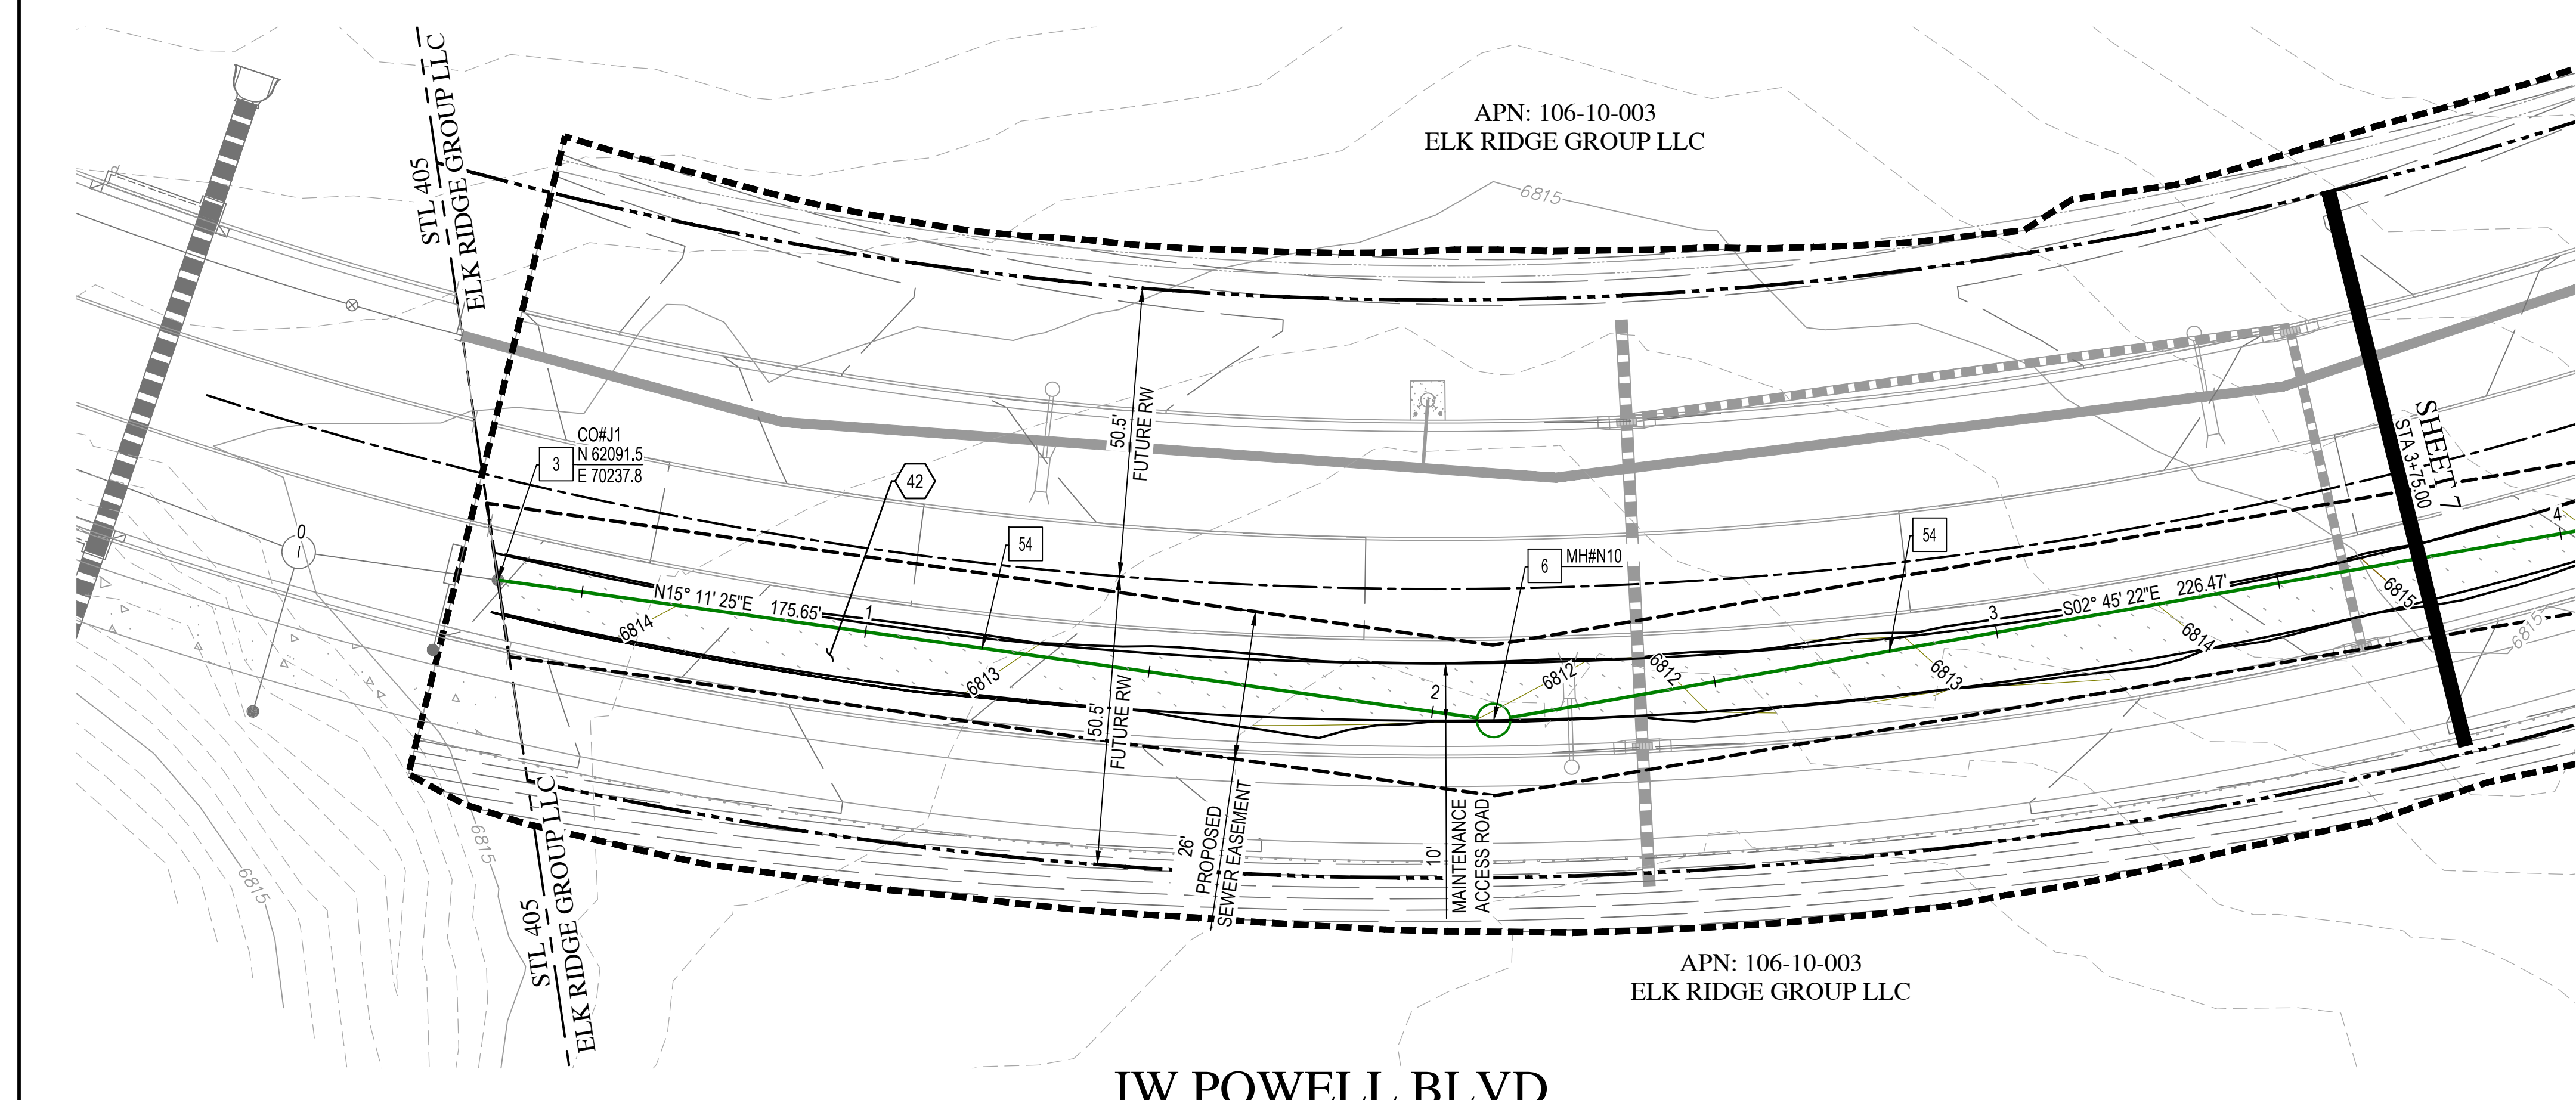 APN: 106-10-003
ELK RIDGE GROUP LLC
STL 405
ELK RIDGE GROUP LLC
6815
CO#J1
3
N 62091.5
E 70237.8
42
54
50.5'
FUTURE RW
54
6
MH#N10
SHEET 7
STA 3+75.00
0
N15° 11' 25"E 175.65'
1
6814
6813
2
6812
6812
3
S02° 45' 22"E 226.47'
4
6813
6814
6815
6815
50.5'
FUTURE RW
26'
PROPOSED
SEWER EASEMENT
10'
MAINTENANCE
ACCESS ROAD
6815
6815
STL 405
ELK RIDGE GROUP LLC
APN: 106-10-003
ELK RIDGE GROUP LLC
JW POWELL BLVD